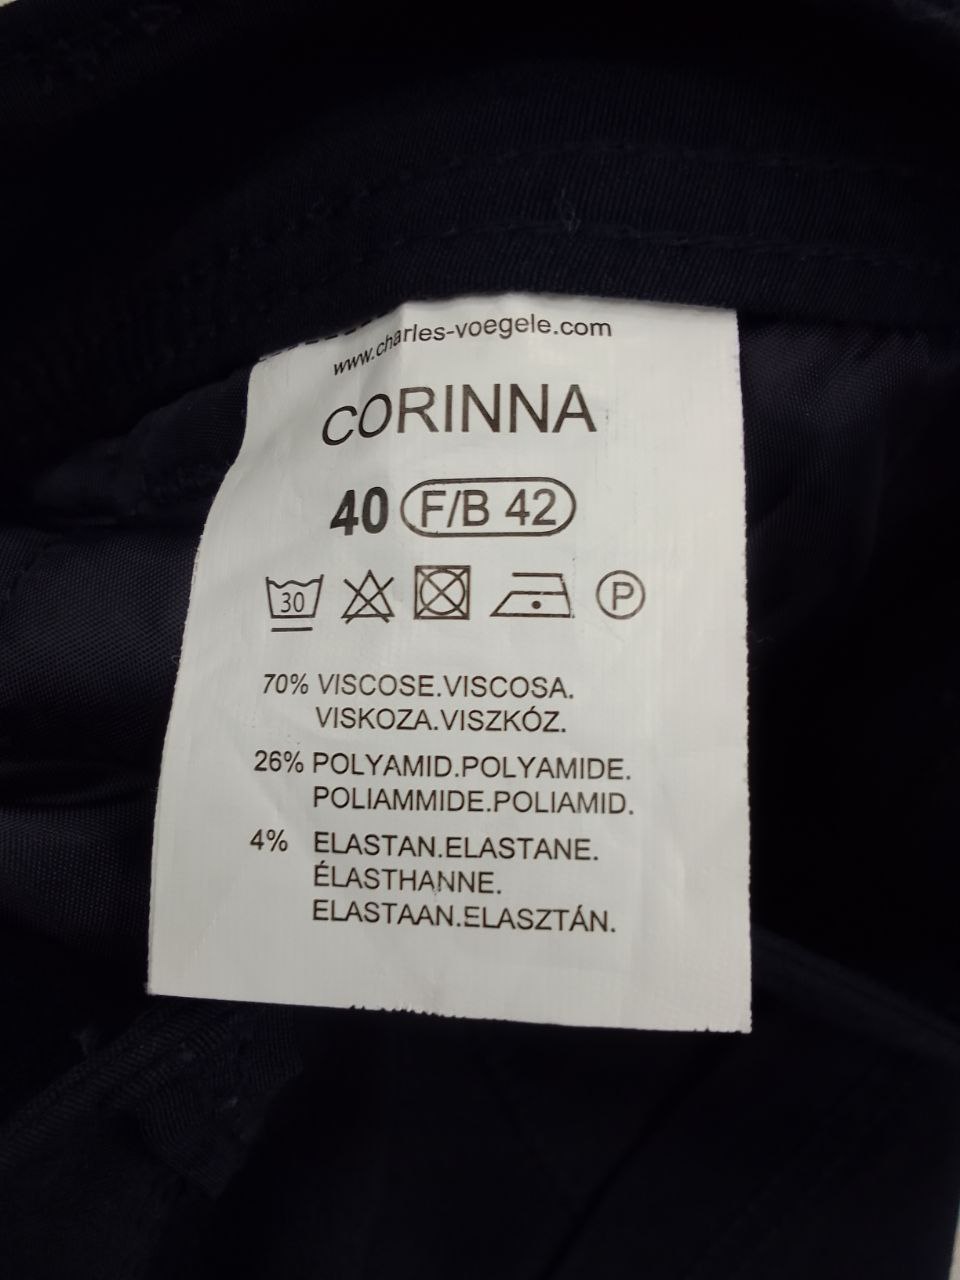 www.charles-voegele.com
CORINNA
40 F/B 42
30 P
70% VISCOSE.VISCOSA.
VISKOZA.VISZKÓZ.
26% POLYAMID.POLYAMIDE.
POLIAMMIDE.POLIAMID.
4% ELASTAN.ELASTANE.
ÉLASTHANNE.
ELASTAAN.ELASZTÁN.